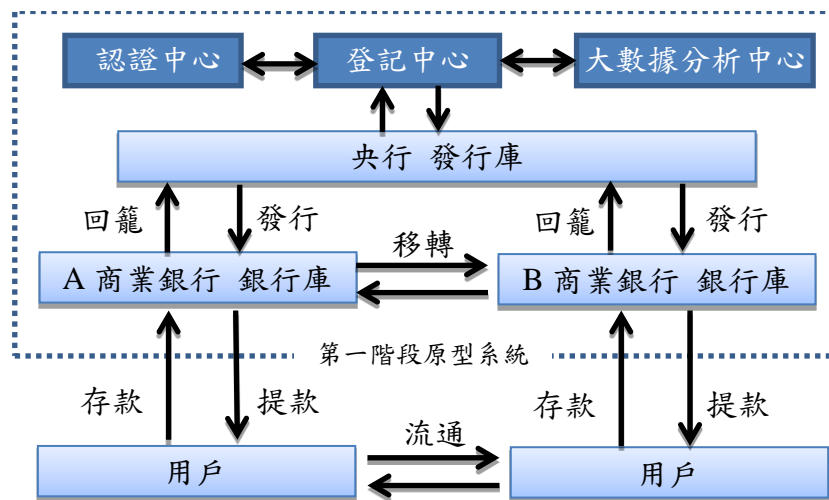 認證中心
登記中心
大數據分析中心
央行 發行庫
回籠
發行
回籠
發行
移轉
A 商業銀行 銀行庫
B 商業銀行 銀行庫
第一階段原型系統
存款
提款
存款
提款
流通
用戶
用戶